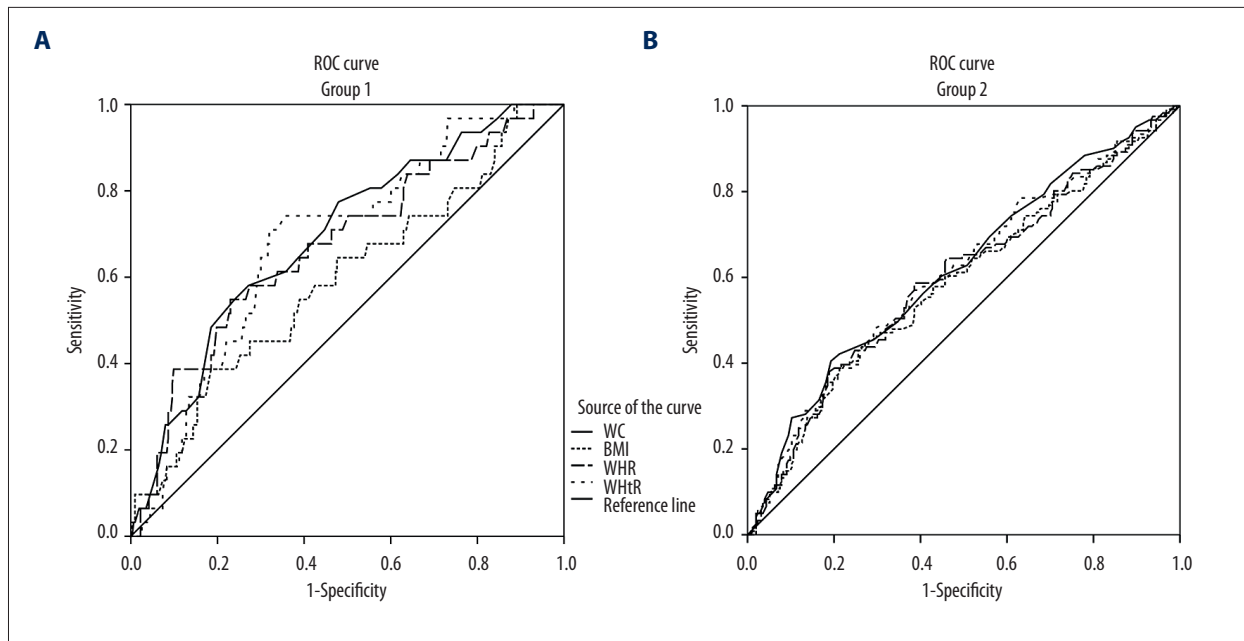 A
ROC curve
Group 1
1.0
0.8
0.6
0.4
0.2
0.0
Sensitivity
0.0 0.2 0.4 0.6 0.8 1.0
1-Specificity
Source of the curve
WC
BMI
WHR
WHtR
Reference line
B
ROC curve
Group 2
1.0
0.8
0.6
0.4
0.2
0.0
Sensitivity
0.0 0.2 0.4 0.6 0.8 1.0
1-Specificity